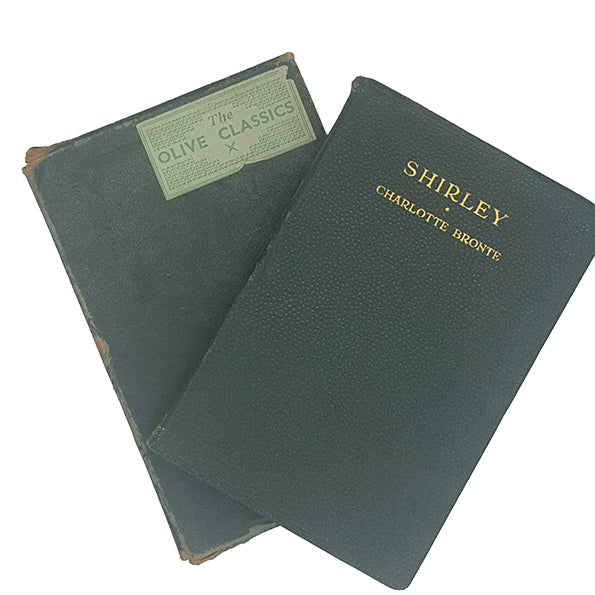 The
OLIVE CLASSICS
SHIRLEY
CHARLOTTE BRONTE